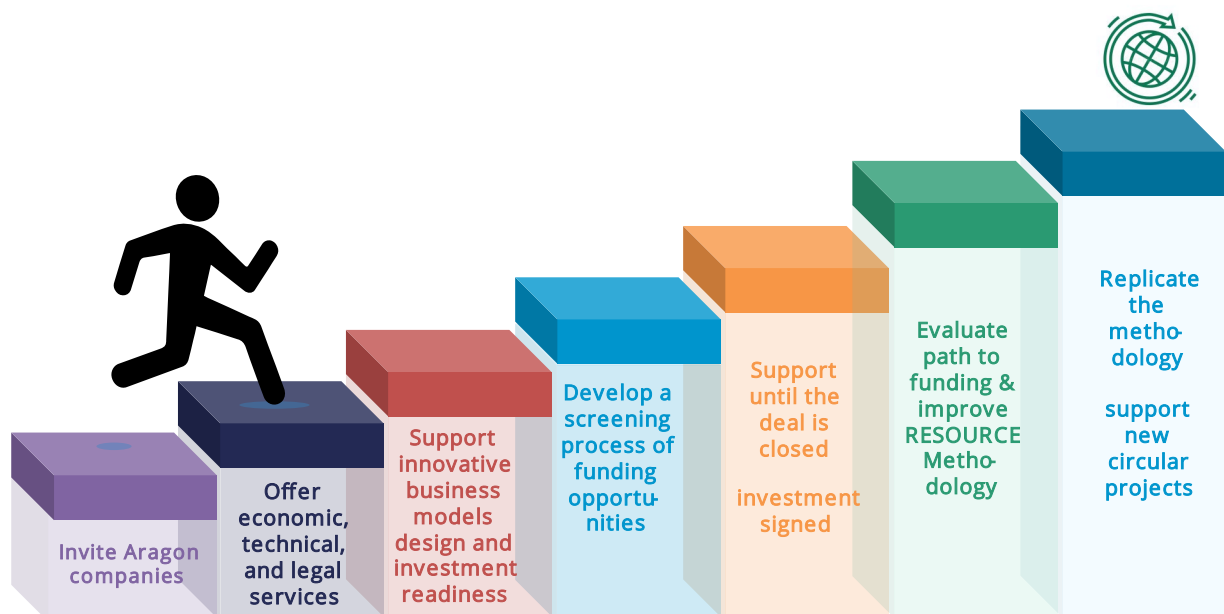 Invite Aragon
companies
Offer
economic,
technical,
and legal
services
Support
innovative
business
models
design and
investment
readiness
Develop a
screening
process of
funding
opportu-
nities
Support
until the
deal is
closed
investment
signed
Evaluate
path to
funding &
improve
RESOURCE
Metho-
dology
Replicate
the
metho-
dology
support
new
circular
projects